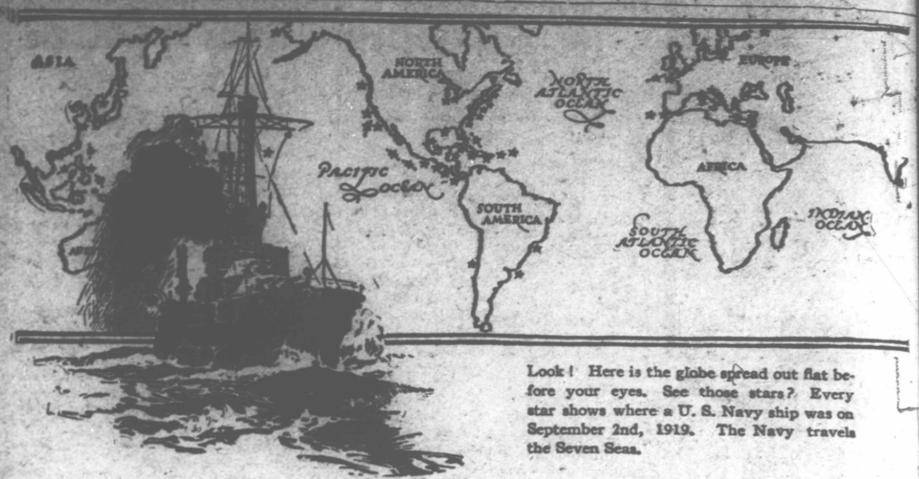 ASIA
NORTH
AMERICA
NORTH
ATLANTIC
OCEAN
EUROPE
PACIFIC
OCEAN
AFRICA
SOUTH
AMERICA
SOUTH
ATLANTIC
OCEAN
INDIAN
OCEAN
Look! Here is the globe spread out flat be-
fore your eyes. See those stars? Every
star shows where a U. S. Navy ship was on
September 2nd, 1919. The Navy travels
the Seven Seas.